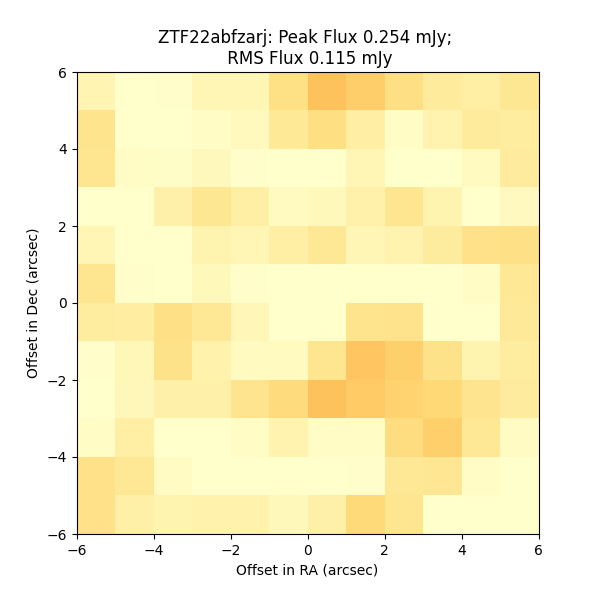 ZTF22abfzarj: Peak Flux 0.254 mJy;
RMS Flux 0.115 mJy
6
4
2
0
−2
−4
−6
Offset in Dec (arcsec)
−6 −4 −2 0 2 4 6
Offset in RA (arcsec)